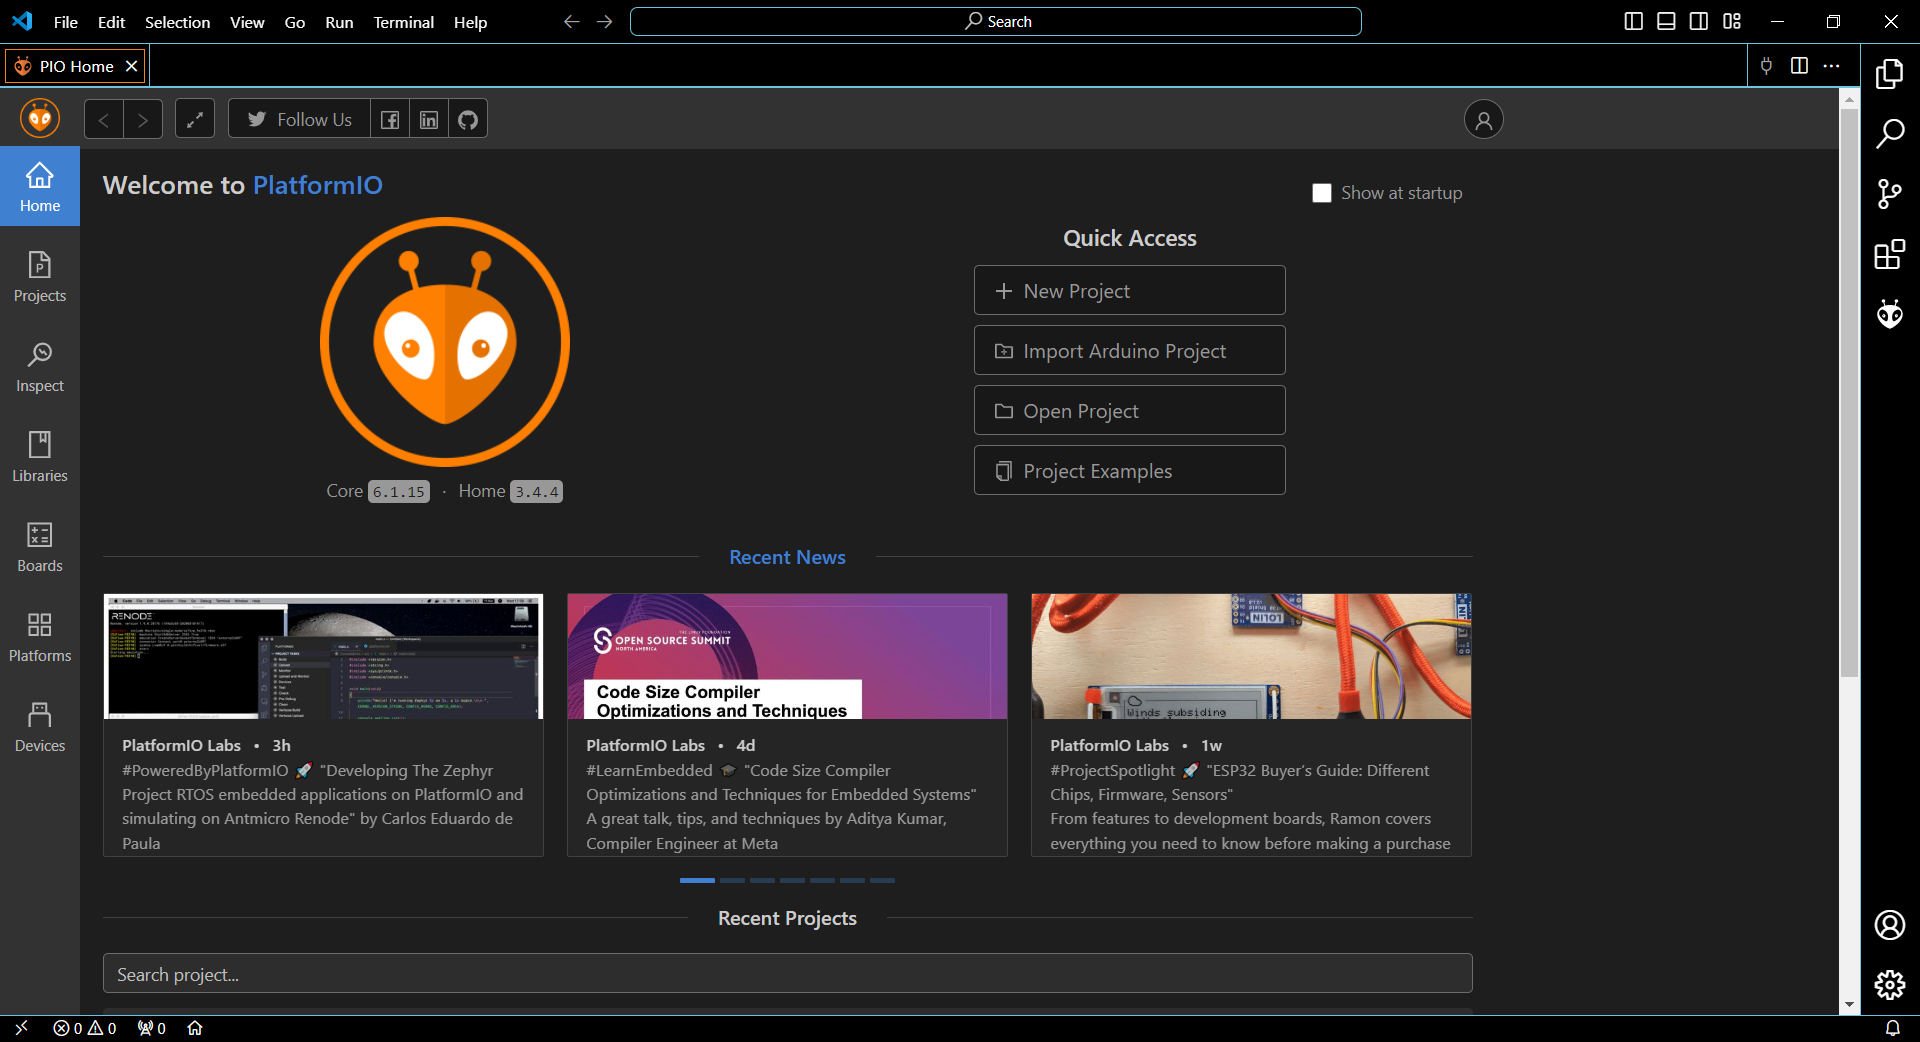 File Edit Selection View Go Run Terminal Help
Search
PIO Home
Follow Us
Home
Projects
Inspect
Libraries
Boards
Platforms
Devices
Welcome to PlatformIO
Show at startup
Core 6.1.15 · Home 3.4.4
Quick Access
New Project
Import Arduino Project
Open Project
Project Examples
Recent News
RENODE
PlatformIO Labs • 3h
#PoweredByPlatformIO 🚀 "Developing The Zephyr
Project RTOS embedded applications on PlatformIO and
simulating on Antmicro Renode" by Carlos Eduardo de
Paula
THE LINUX FOUNDATION
OPEN SOURCE SUMMIT
NORTH AMERICA
Code Size Compiler
Optimizations and Techniques
PlatformIO Labs • 4d
#LearnEmbedded 🎓 "Code Size Compiler
Optimizations and Techniques for Embedded Systems"
A great talk, tips, and techniques by Aditya Kumar,
Compiler Engineer at Meta
LOLIN
Winds subsiding
PlatformIO Labs • 1w
#ProjectSpotlight 🚀 "ESP32 Buyer’s Guide: Different
Chips, Firmware, Sensors"
From features to development boards, Ramon covers
everything you need to know before making a purchase
Recent Projects
Search project...
0 0 0